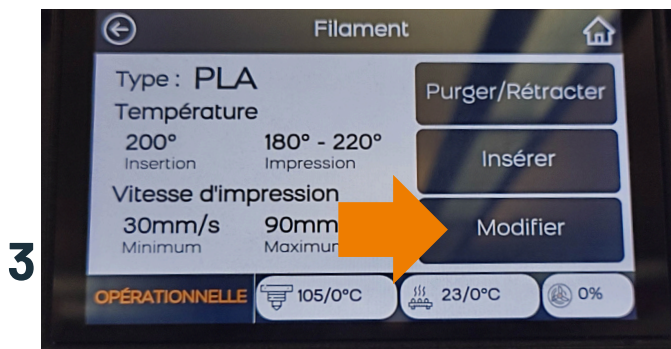 Filament
Type : PLA
Température
200° 180° - 220°
Insertion Impression
Vitesse d'impression
30mm/s 90mm
Minimum
Purger/Rétracter
Insérer
Modifier
3
OPÉRATIONNELLE 105/0°C 23/0°C 0%